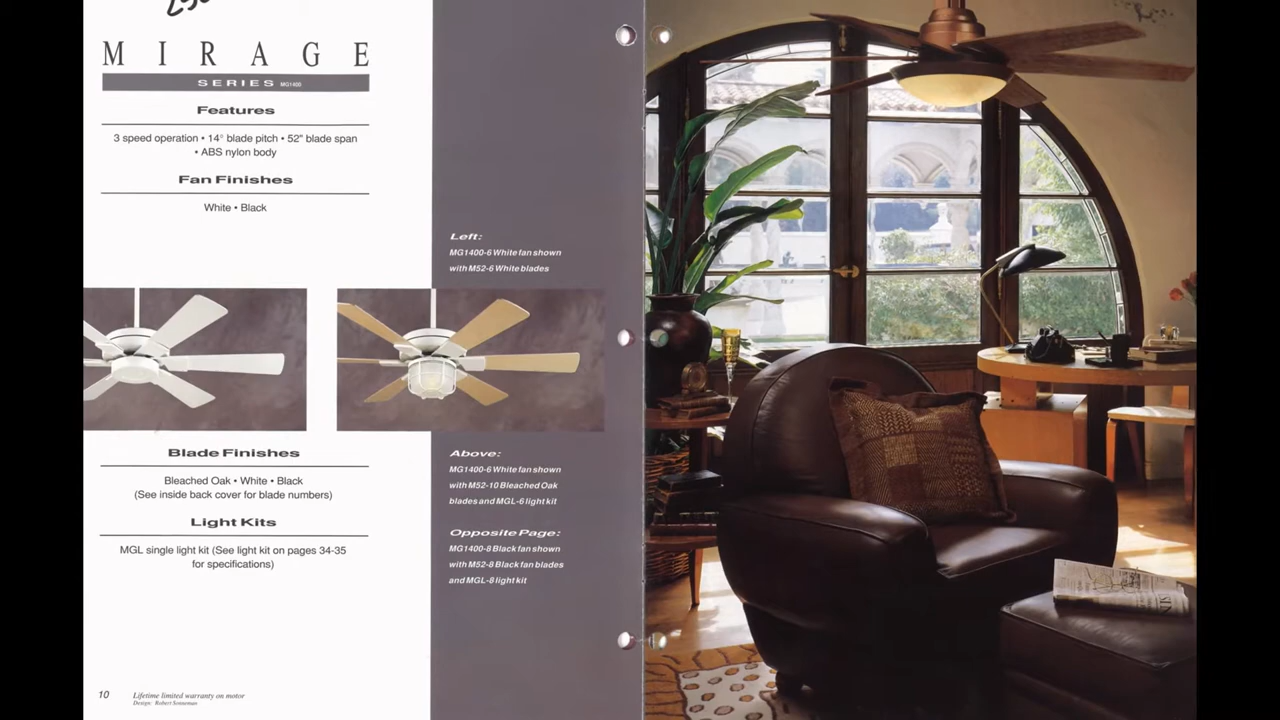 MIRAGE
SERIES MG1400
Features
3 speed operation • 14° blade pitch • 52" blade span
• ABS nylon body
Fan Finishes
White • Black
Left:
MG1400-6 White fan shown
with M52-6 White blades
Blade Finishes
Bleached Oak • White • Black
(See inside back cover for blade numbers)
Light Kits
MGL single light kit (See light kit on pages 34-35
for specifications)
Above:
MG1400-6 White fan shown
with M52-10 Bleached Oak
blades and MGL-6 light kit
Opposite Page:
MG1400-8 Black fan shown
with M52-8 Black fan blades
and MGL-8 light kit
10
Lifetime limited warranty on motor
Design: Robert Sonneman